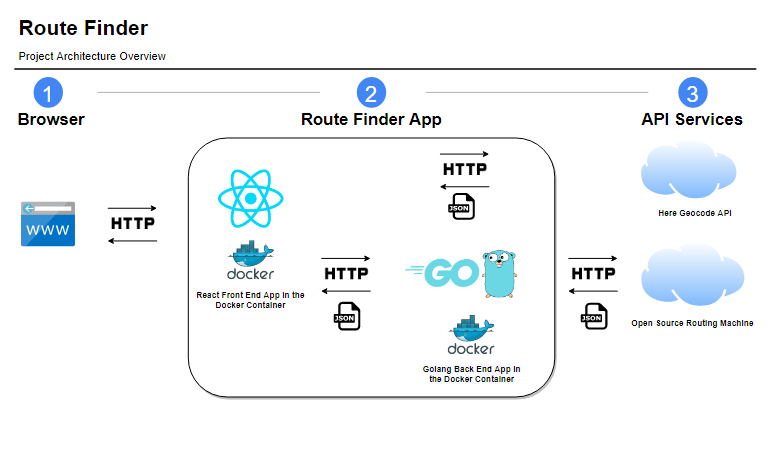 Route Finder
Project Architecture Overview
1
2
3
Browser
Route Finder App
API Services
HTTP
JSON
Here Geocode API
WWW
HTTP
docker
React Front End App in the
Docker Container
HTTP
JSON
GO
HTTP
JSON
Open Source Routing Machine
docker
Golang Back End App in
the Docker Container